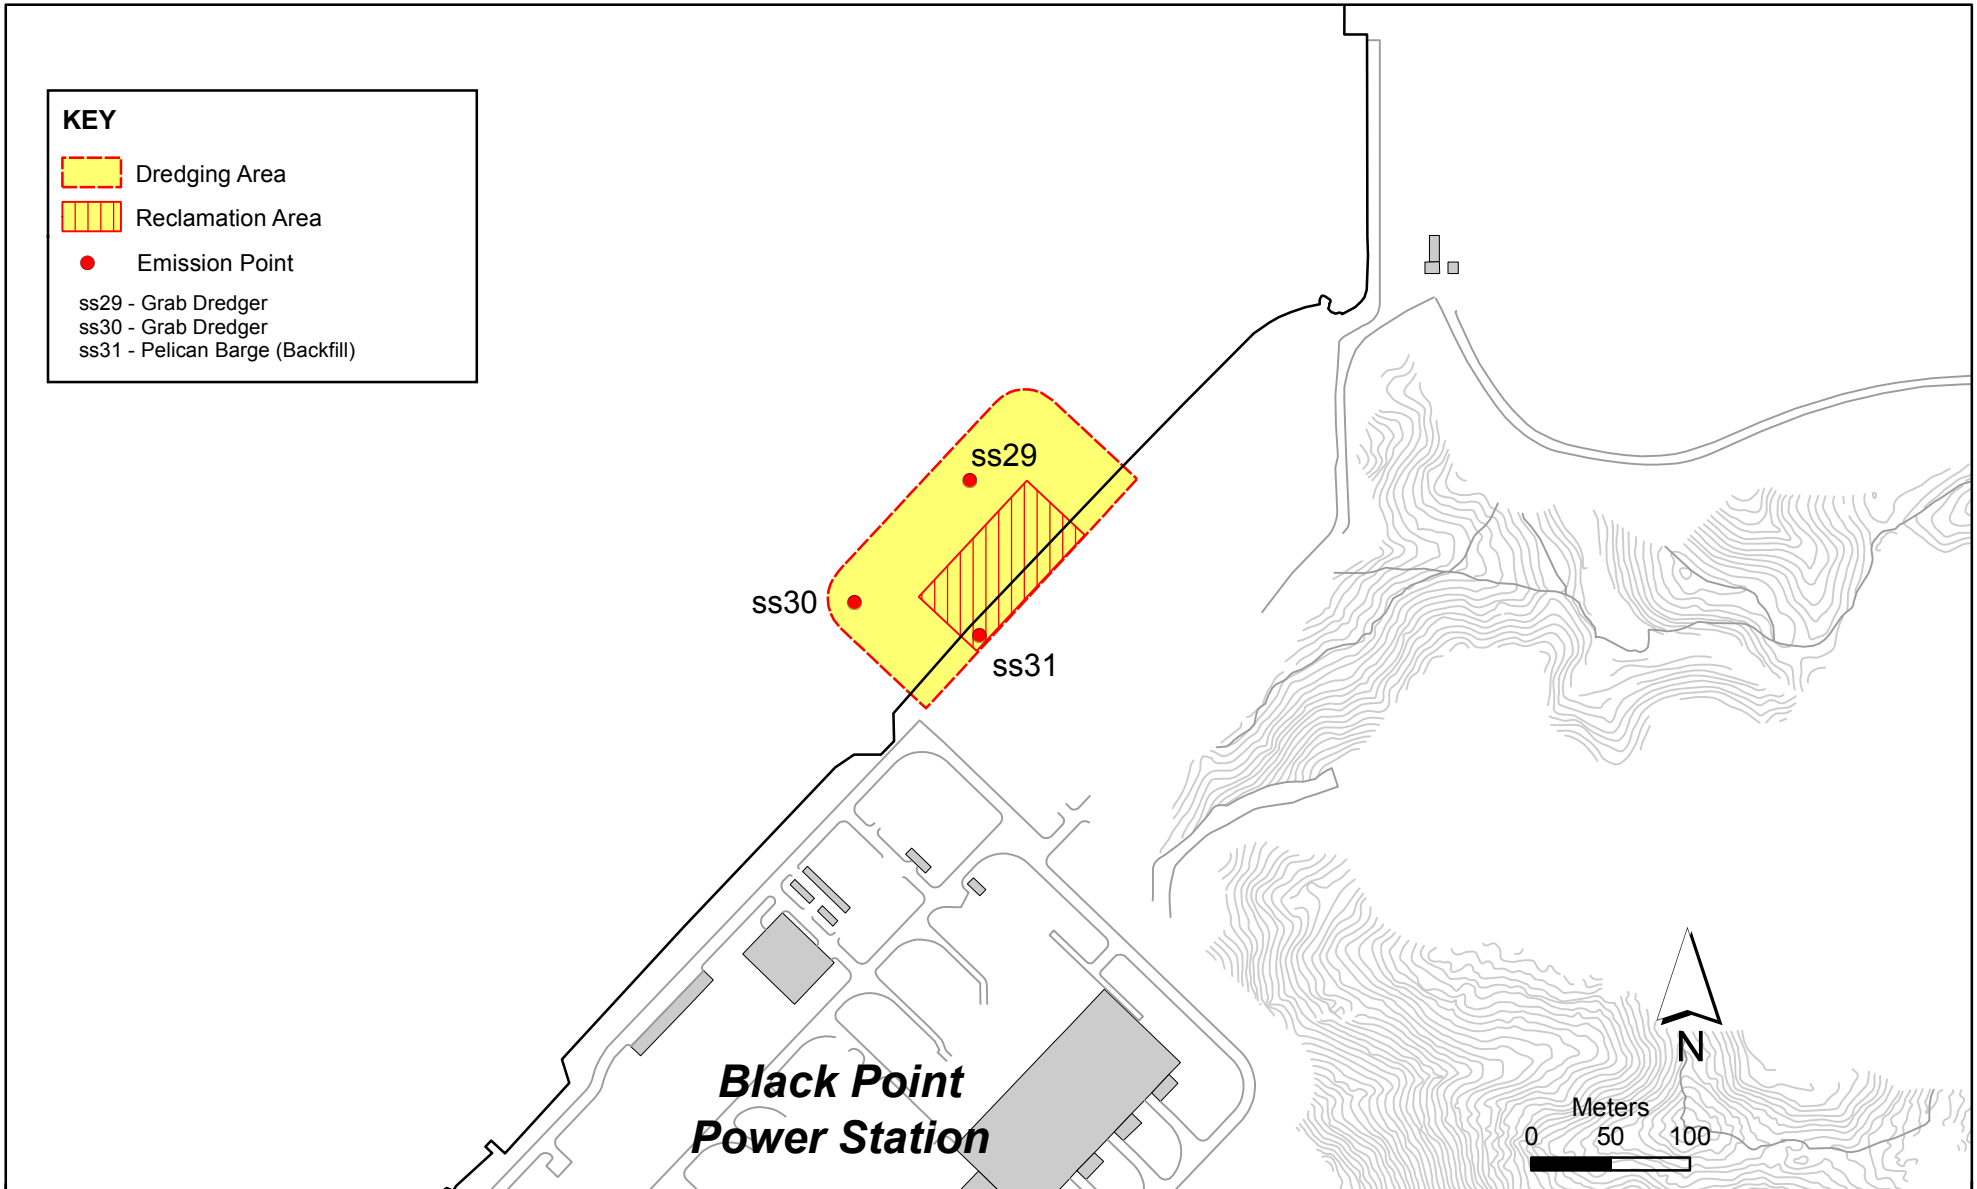 KEY
Dredging Area
Reclamation Area
Emission Point
ss29 - Grab Dredger
ss30 - Grab Dredger
ss31 - Pelican Barge (Backfill)
ss29
ss30
ss31
Black Point
Power Station
N
Meters
0 50 100